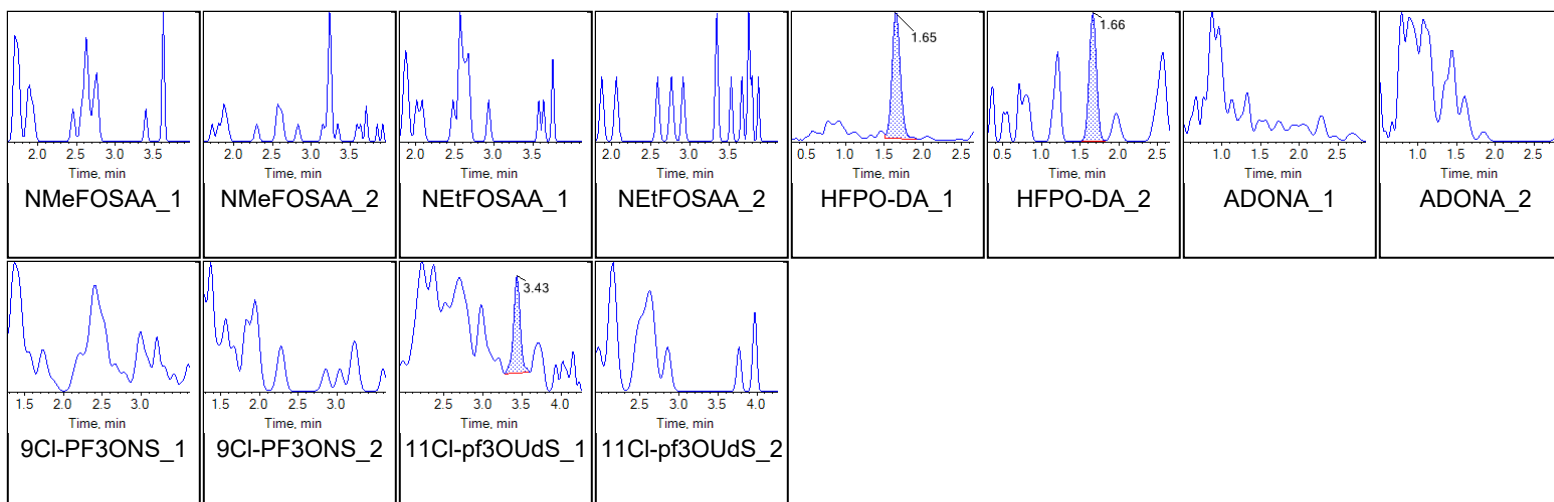 1.65
1.66
2.0 2.5 3.0 3.5
2.0 2.5 3.0 3.5
2.0 2.5 3.0 3.5
2.0 2.5 3.0 3.5
0.5 1.0 1.5 2.0 2.5
0.5 1.0 1.5 2.0 2.5
1.0 1.5 2.0 2.5
1.0 1.5 2.0 2.5
Time, min
Time, min
Time, min
Time, min
Time, min
Time, min
Time, min
Time, min
NMeFOSAA_1
NMeFOSAA_2
NEtFOSAA_1
NEtFOSAA_2
HFPO-DA_1
HFPO-DA_2
ADONA_1
ADONA_2
3.43
1.5 2.0 2.5 3.0
1.5 2.0 2.5 3.0
2.5 3.0 3.5 4.0
2.5 3.0 3.5 4.0
Time, min
Time, min
Time, min
Time, min
9Cl-PF3ONS_1
9Cl-PF3ONS_2
11Cl-pf3OUdS_1
11Cl-pf3OUdS_2